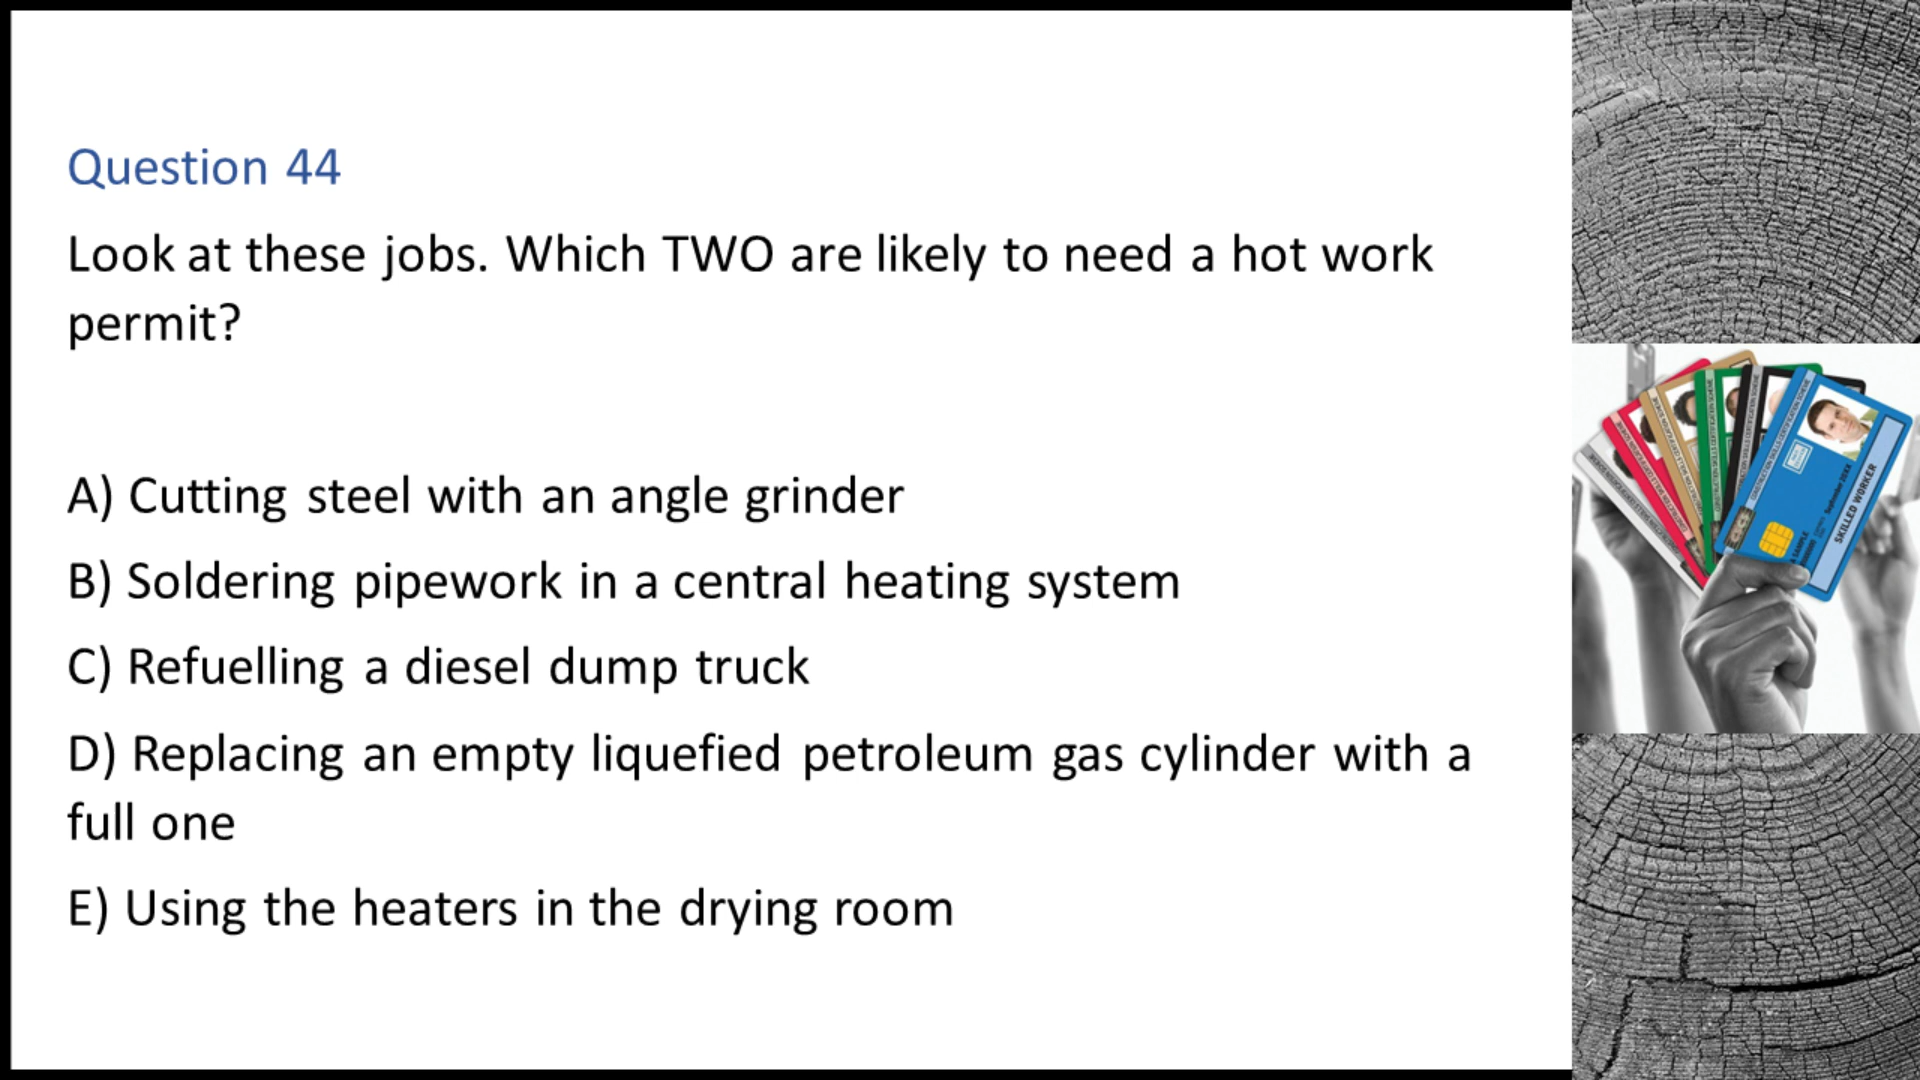 Question 44
Look at these jobs. Which TWO are likely to need a hot work
permit?
A) Cutting steel with an angle grinder
B) Soldering pipework in a central heating system
C) Refuelling a diesel dump truck
D) Replacing an empty liquefied petroleum gas cylinder with a
full one
E) Using the heaters in the drying room
SKILLED WORKER